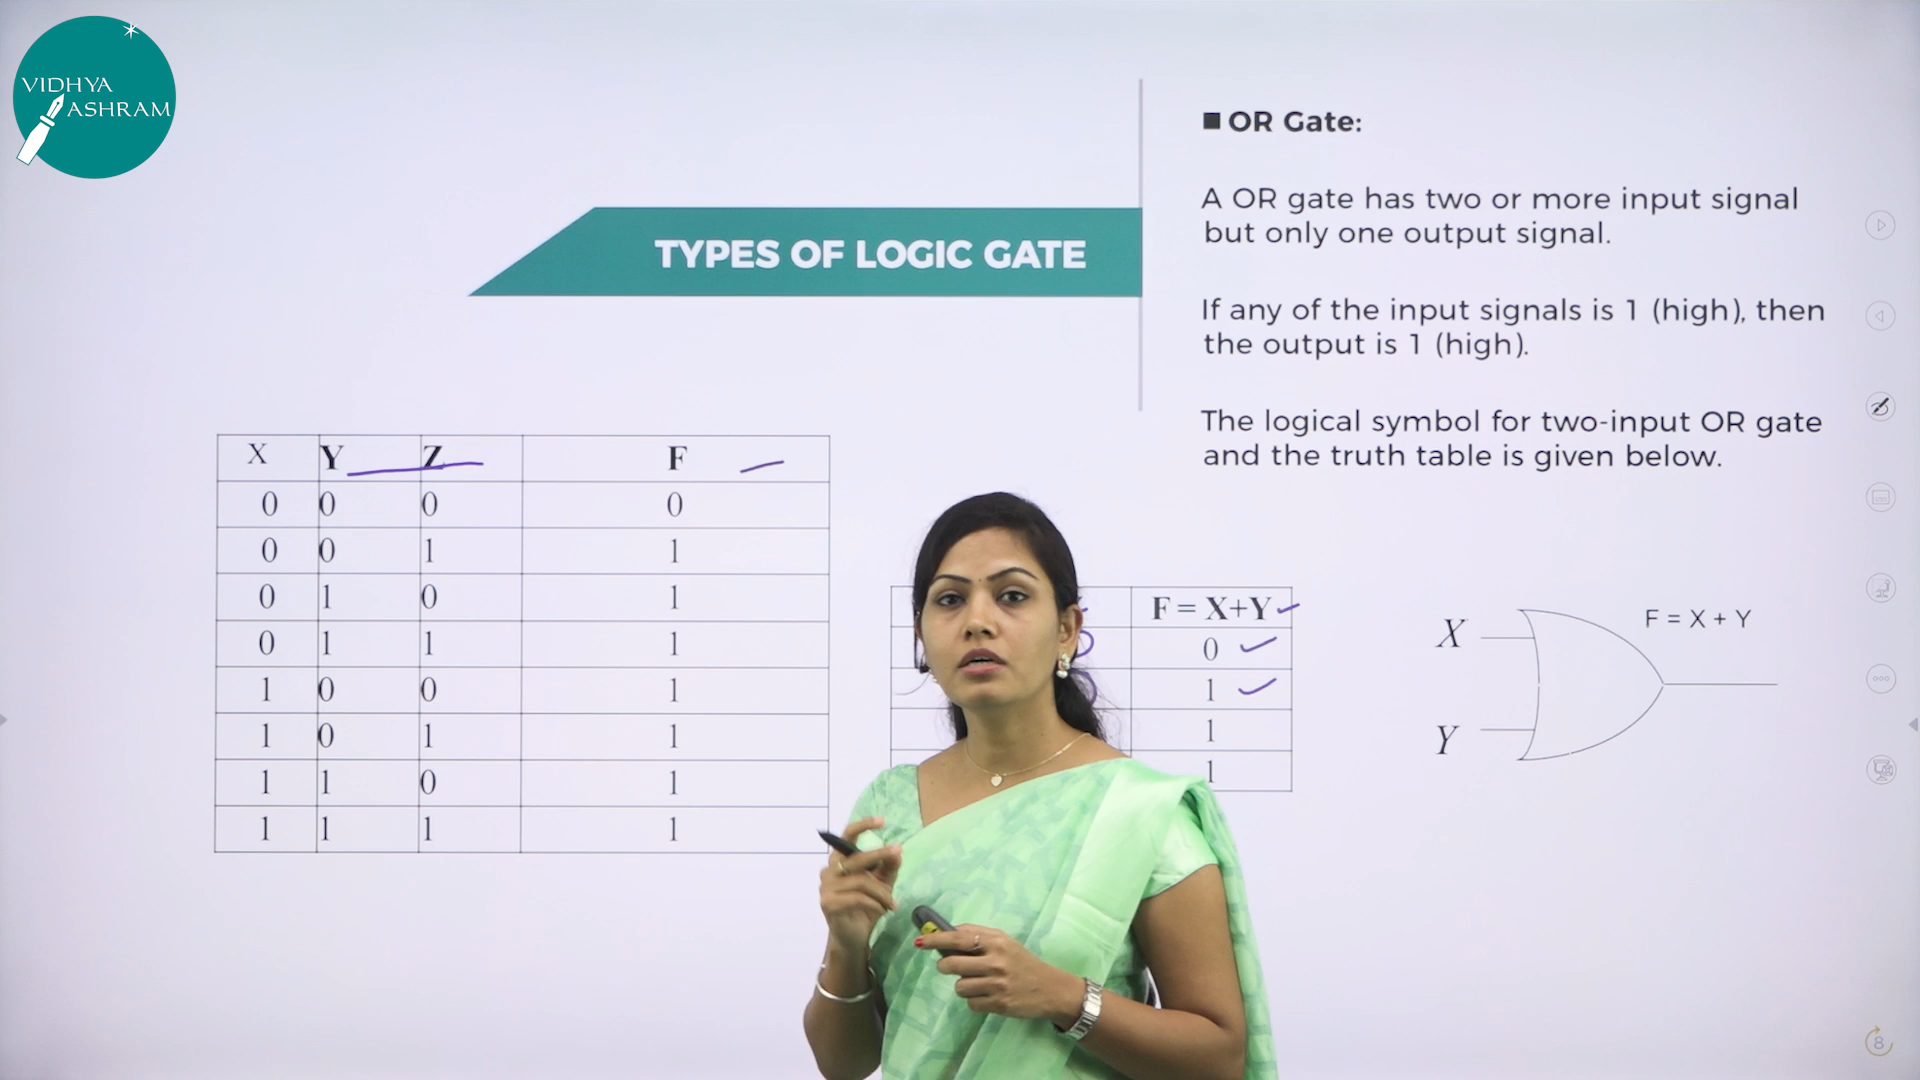 VIDHYA
ASHRAM
TYPES OF LOGIC GATE
OR Gate:
A OR gate has two or more input signal
but only one output signal.
If any of the input signals is 1 (high), then
the output is 1 (high).
The logical symbol for two-input OR gate
and the truth table is given below.
X Y Z F
0 0 0 0
0 0 1 1
0 1 0 1
0 1 1 1
1 0 0 1
1 0 1 1
1 1 0 1
1 1 1 1
F = X+Y
0
1
1
1
X
Y
F = X + Y
8